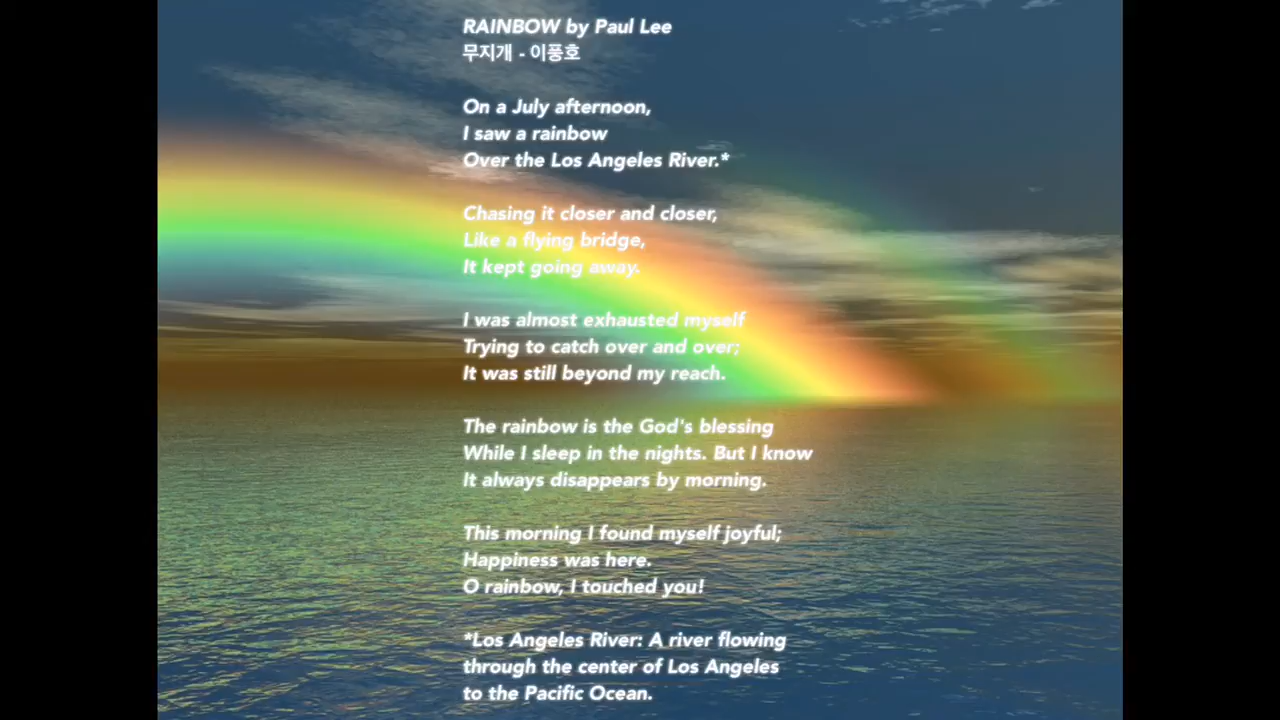 RAINBOW by Paul Lee
무지개 - 이풍호
On a July afternoon,
I saw a rainbow
Over the Los Angeles River.*
Chasing it closer and closer,
Like a flying bridge,
It kept going away.
I was almost exhausted myself
Trying to catch over and over;
It was still beyond my reach.
The rainbow is the God's blessing
While I sleep in the nights. But I know
It always disappears by morning.
This morning I found myself joyful;
Happiness was here.
O rainbow, I touched you!
*Los Angeles River: A river flowing
through the center of Los Angeles
to the Pacific Ocean.